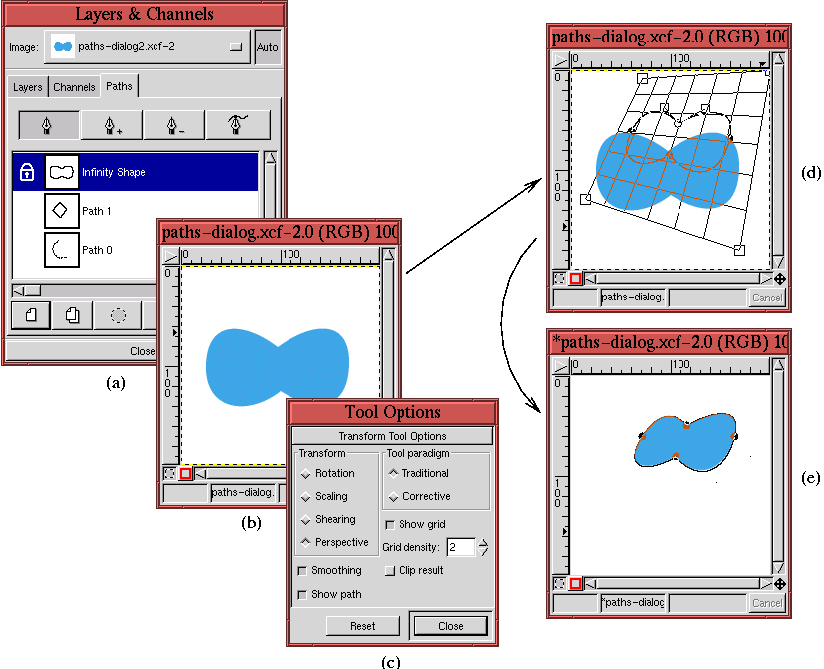 Layers & Channels
Image: paths-dialog2.xcf-2 Auto
Layers Channels Paths
Infinity Shape
Path 1
Path 0
Close
(a)
paths-dialog.xcf-2.0 (RGB) 100
0 100
0
100
paths-dialog.
(b)
Tool Options
Transform Tool Options
Transform
Rotation
Scaling
Shearing
Perspective
Tool paradigm
Traditional
Corrective
Show grid
Grid density: 2
Smoothing
Clip result
Show path
Reset Close
(c)
paths-dialog.xcf-2.0 (RGB) 100
0 100
0
100
paths-dialog. Cancel
(d)
*paths-dialog.xcf-2.0 (RGB) 10
0 100
0
100
*paths-dialog Cancel
(e)